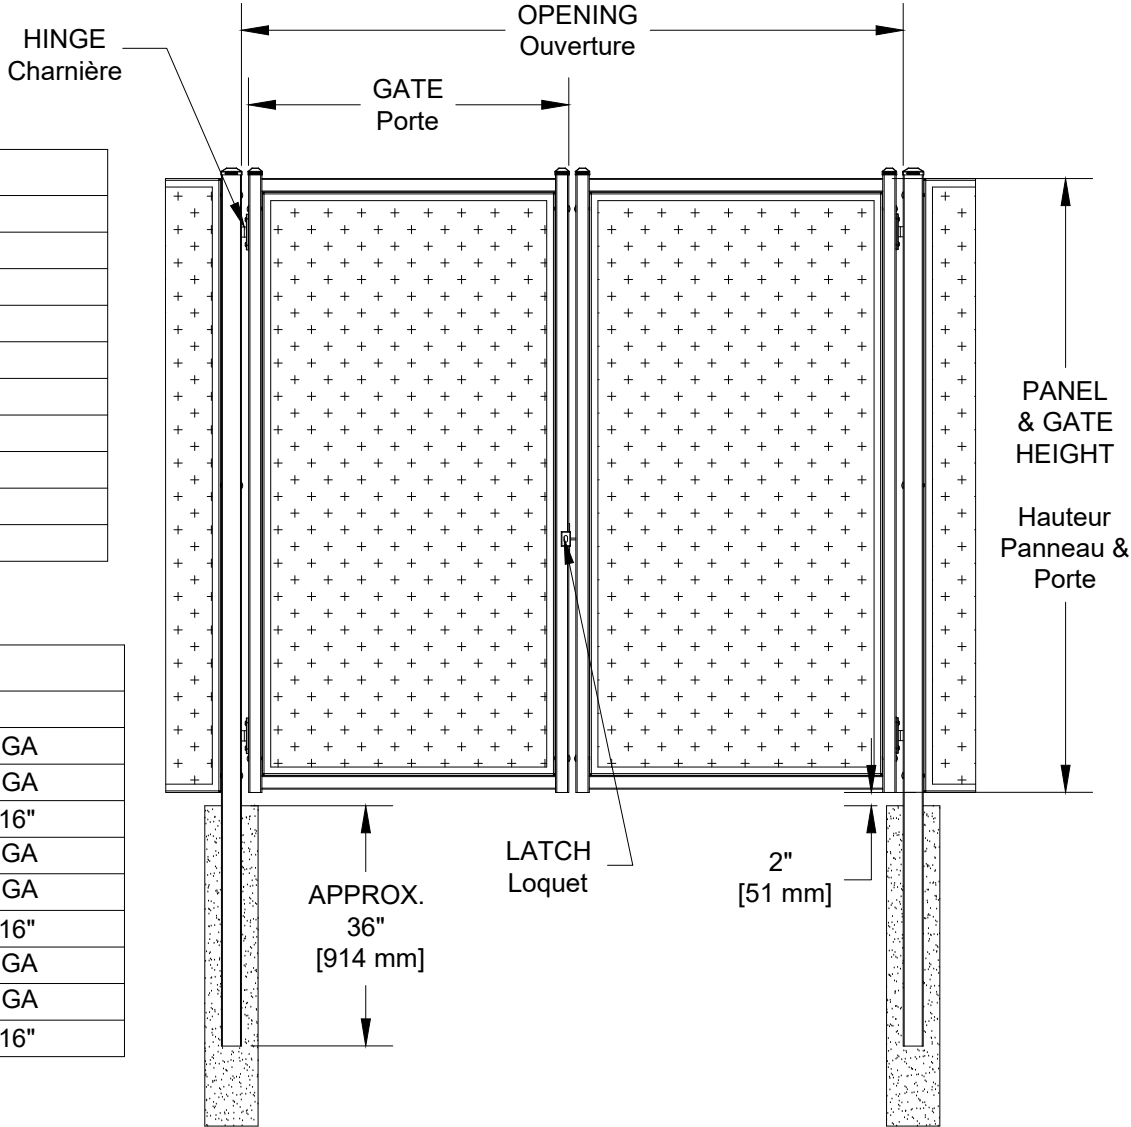 OPENING
Ouverture
HINGE
Charnière
GATE
Porte
PANEL
& GATE
HEIGHT
Hauteur
Panneau &
Porte
GA
GA
16"
GA
GA
16"
GA
GA
16"
LATCH
Loquet
2"
[51 mm]
APPROX.
36"
[914 mm]